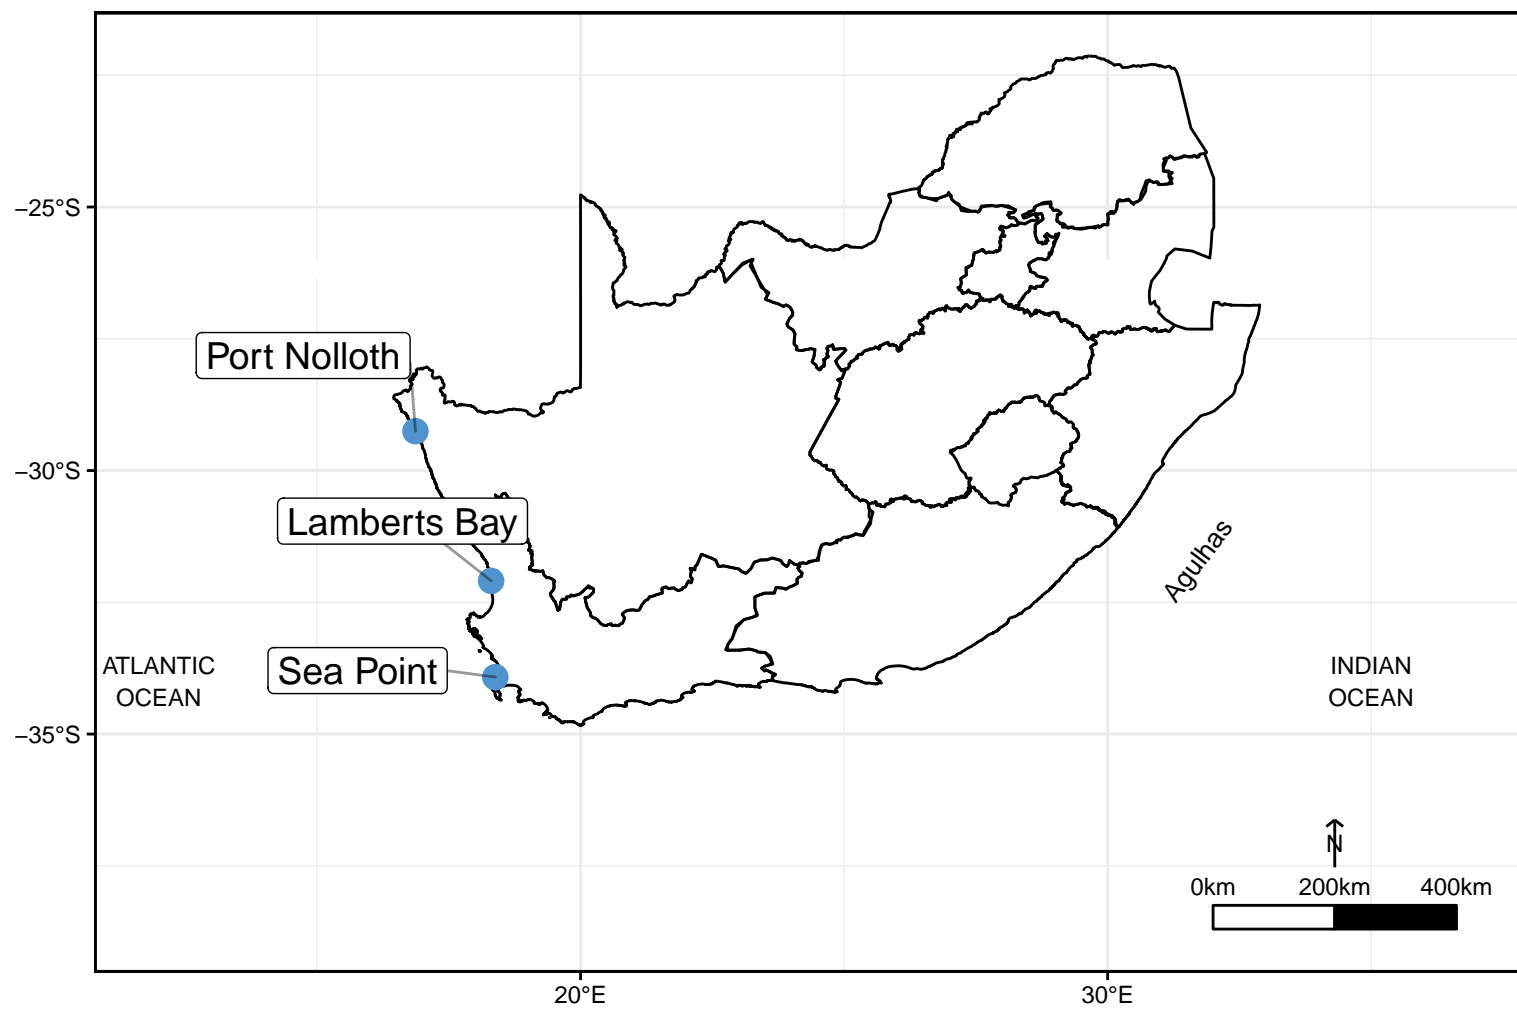 −25°S
Port Nolloth
−30°S
Lamberts Bay
Agulhas
Sea Point
ATLANTIC
OCEAN
INDIAN
OCEAN
−35°S
N
0km 200km 400km
20°E 30°E